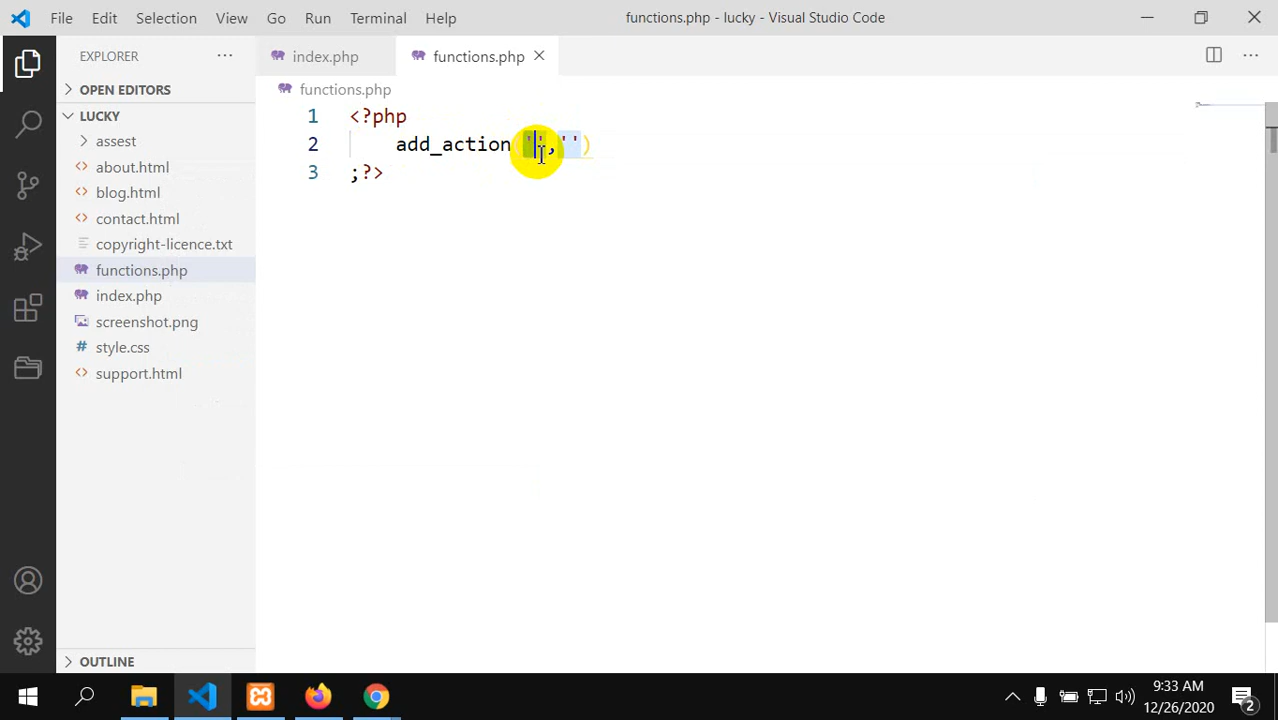 File Edit Selection View Go Run Terminal Help
functions.php - lucky - Visual Studio Code
EXPLORER
index.php
functions.php
OPEN EDITORS
functions.php
LUCKY
1 <?php
assest
2 add_action('','')
about.html
3 ;?>
blog.html
contact.html
copyright-licence.txt
functions.php
index.php
screenshot.png
style.css
support.html
OUTLINE
9:33 AM
12/26/2020
2